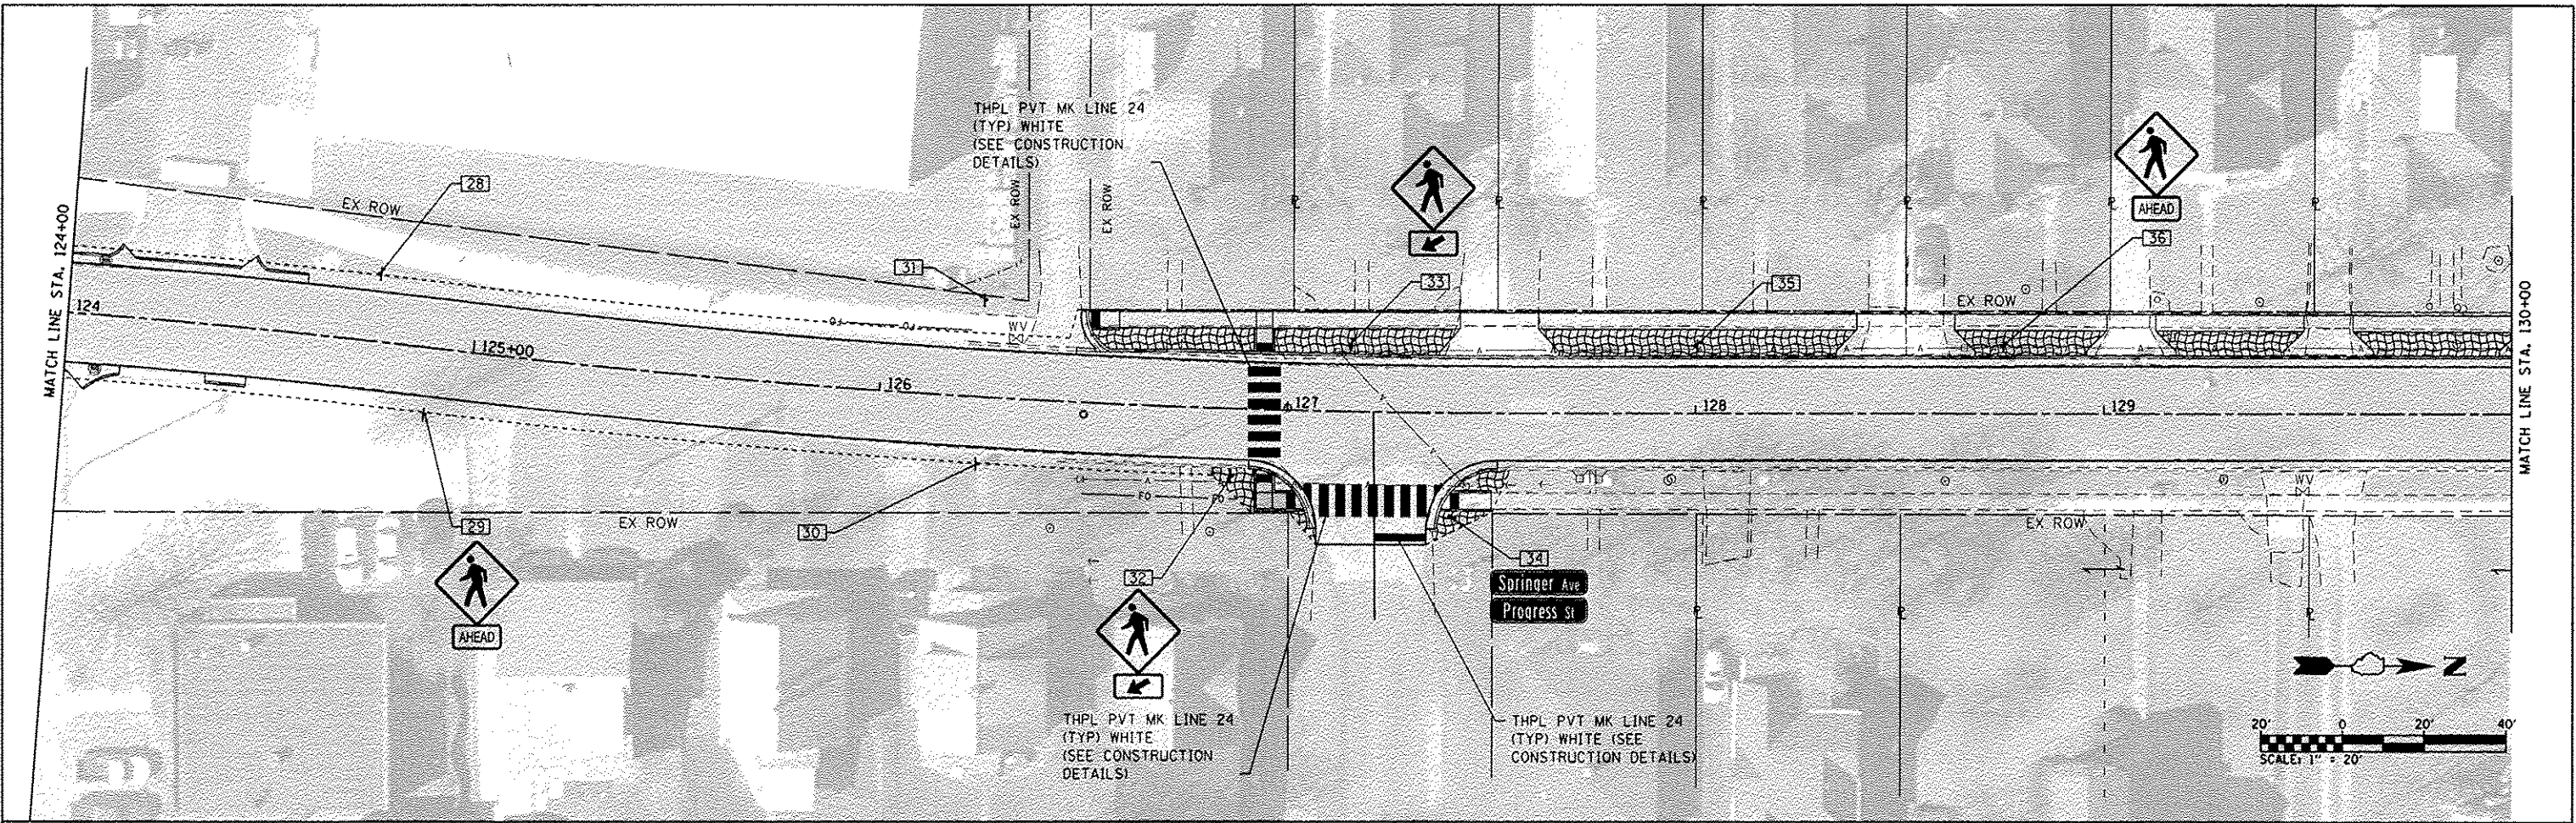 THPL PVT MK LINE 24
(TYP) WHITE
(SEE CONSTRUCTION
DETAILS)
28
EX ROW
EX ROW
EX ROW
31
33
AHEAD
36
35
EX ROW
MATCH LINE STA. 124+00
124
125+00
126
127
128
129
MATCH LINE STA. 130+00
WV
WV
FO
FO
29
AHEAD
30
EX ROW
EX ROW
32
34
Springer Ave
Progress St
THPL PVT MK LINE 24
(TYP) WHITE
(SEE CONSTRUCTION
DETAILS)
THPL PVT MK LINE 24
(TYP) WHITE (SEE
CONSTRUCTION DETAILS)
N
20' 0 20' 40'
SCALE: 1" = 20'